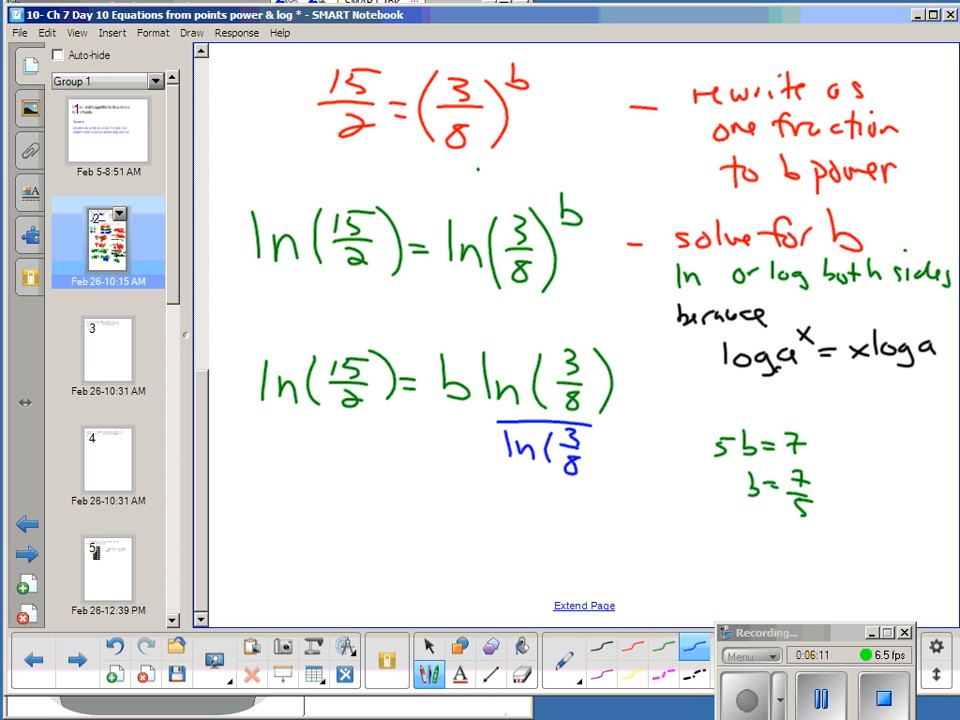 10- Ch 7 Day 10 Equations from points power & log * - SMART Notebook
File Edit View Insert Format Draw Response Help
Auto-hide
Group 1
1
Feb 5-8:51 AM
2
Feb 26-10:15 AM
3
Feb 26-10:31 AM
4
Feb 26-10:31 AM
5
Feb 26-12:39 PM
15/2 = (3/8)^b
– rewrite as
one fraction
to b power
ln(15/2) = ln(3/8)^b
– solve for b
ln or log both sides
because
log a^x = x log a
ln(15/2) = b ln(3/8)
ln(3/8
5b = 7
b = 7/5
Extend Page
Recording...
Menu
0:06:11
6.5 fps